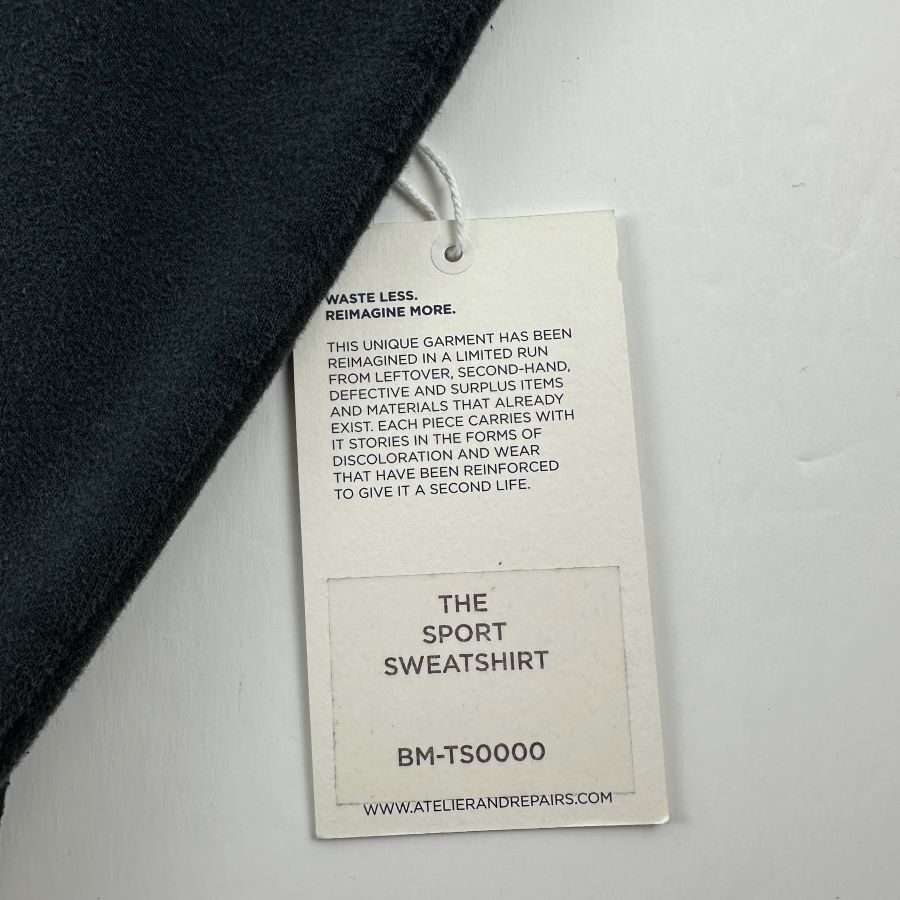 WASTE LESS.
REIMAGINE MORE.
THIS UNIQUE GARMENT HAS BEEN
REIMAGINED IN A LIMITED RUN
FROM LEFTOVER, SECOND-HAND,
DEFECTIVE AND SURPLUS ITEMS
AND MATERIALS THAT ALREADY
EXIST. EACH PIECE CARRIES WITH
IT STORIES IN THE FORMS OF
DISCOLORATION AND WEAR
THAT HAVE BEEN REINFORCED
TO GIVE IT A SECOND LIFE.
THE
SPORT
SWEATSHIRT
BM-TS0000
WWW.ATELIERANDREPAIRS.COM